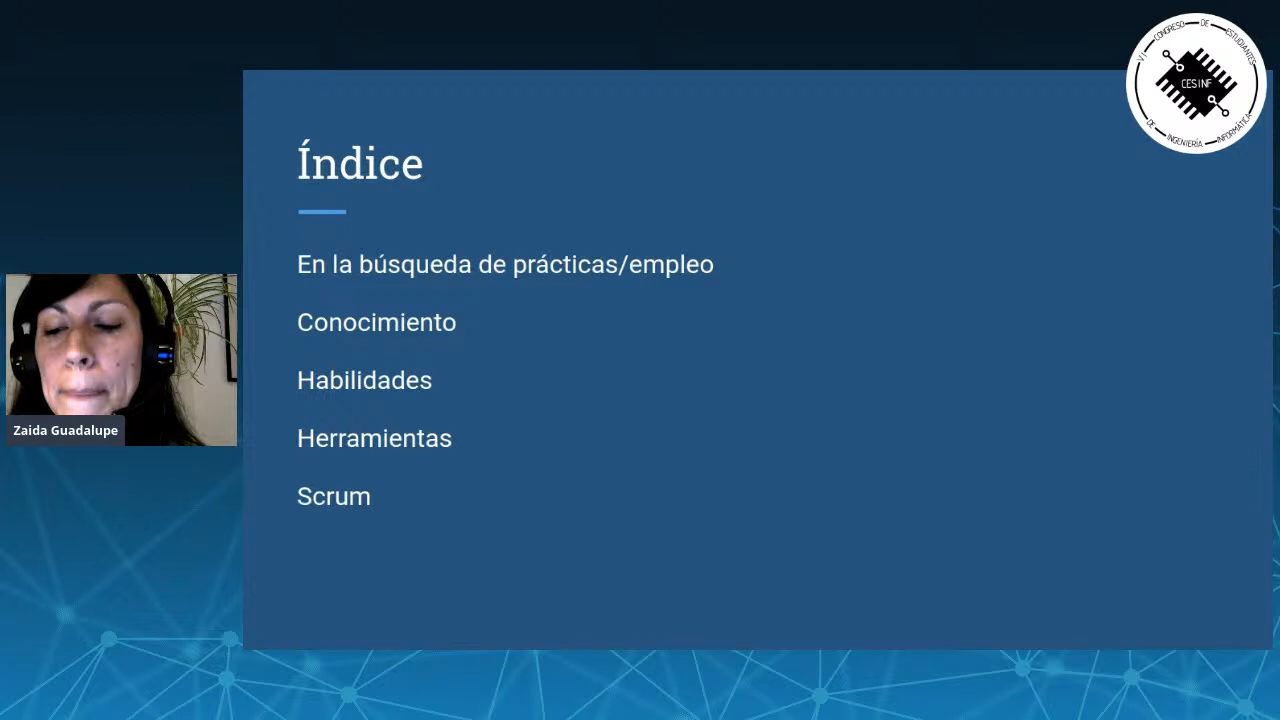 VI CONGRESO DE ESTUDIANTES
CESINF
DE INGENIERÍA INFORMÁTICA
Índice
En la búsqueda de prácticas/empleo
Conocimiento
Habilidades
Herramientas
Scrum
Zaida Guadalupe